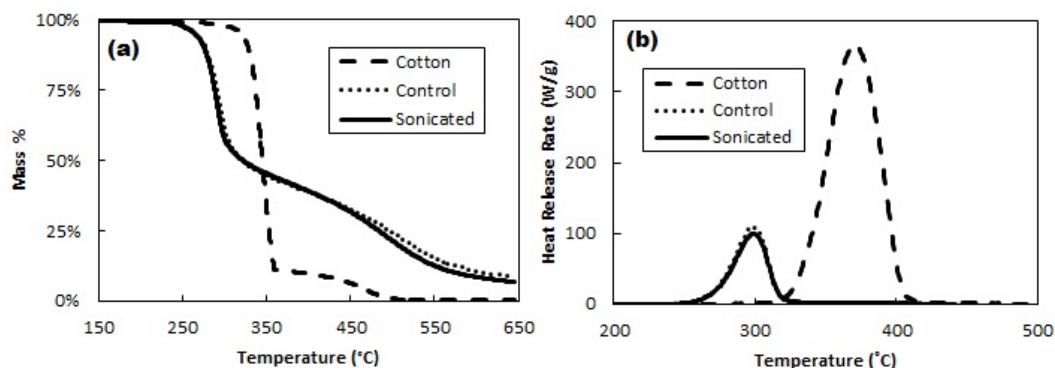 (a)
Mass %
100%
75%
50%
25%
0%
Cotton
Control
Sonicated
150 250 350 450 550 650
Temperature (°C)
(b)
Heat Release Rate (W/g)
400
300
200
100
0
Cotton
Control
Sonicated
200 300 400 500
Temperature (˚C)